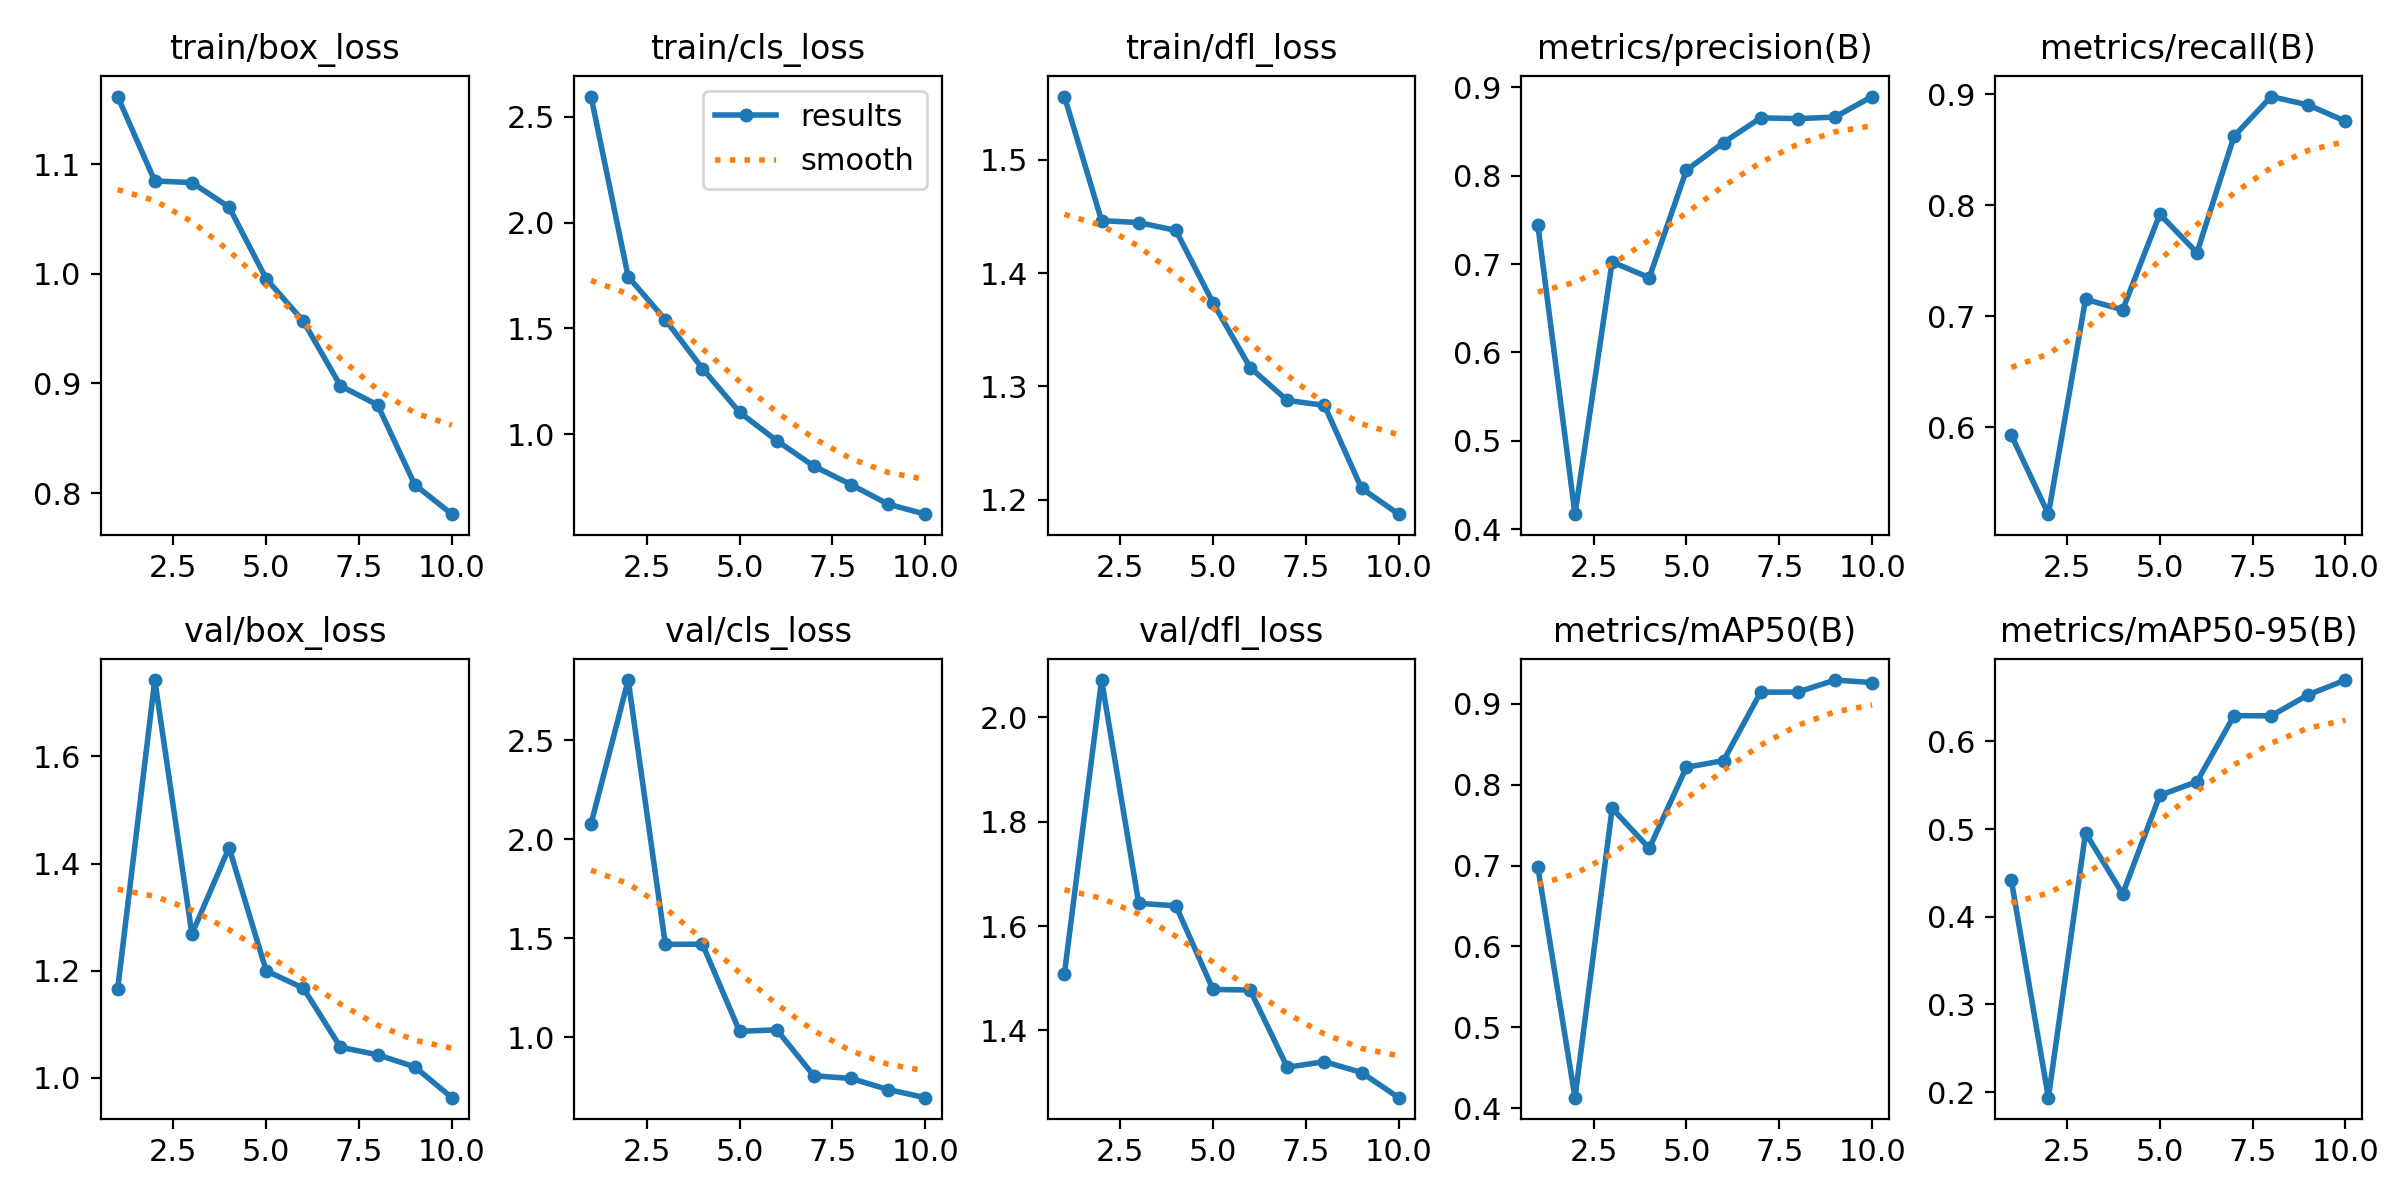 train/box_loss
1.1
1.0
0.9
0.8
2.5 5.0 7.5 10.0
train/cls_loss
results
smooth
2.5
2.0
1.5
1.0
2.5 5.0 7.5 10.0
train/dfl_loss
1.5
1.4
1.3
1.2
2.5 5.0 7.5 10.0
metrics/precision(B)
0.9
0.8
0.7
0.6
0.5
0.4
2.5 5.0 7.5 10.0
metrics/recall(B)
0.9
0.8
0.7
0.6
2.5 5.0 7.5 10.0
val/box_loss
1.6
1.4
1.2
1.0
2.5 5.0 7.5 10.0
val/cls_loss
2.5
2.0
1.5
1.0
2.5 5.0 7.5 10.0
val/dfl_loss
2.0
1.8
1.6
1.4
2.5 5.0 7.5 10.0
metrics/mAP50(B)
0.9
0.8
0.7
0.6
0.5
0.4
2.5 5.0 7.5 10.0
metrics/mAP50-95(B)
0.6
0.5
0.4
0.3
0.2
2.5 5.0 7.5 10.0